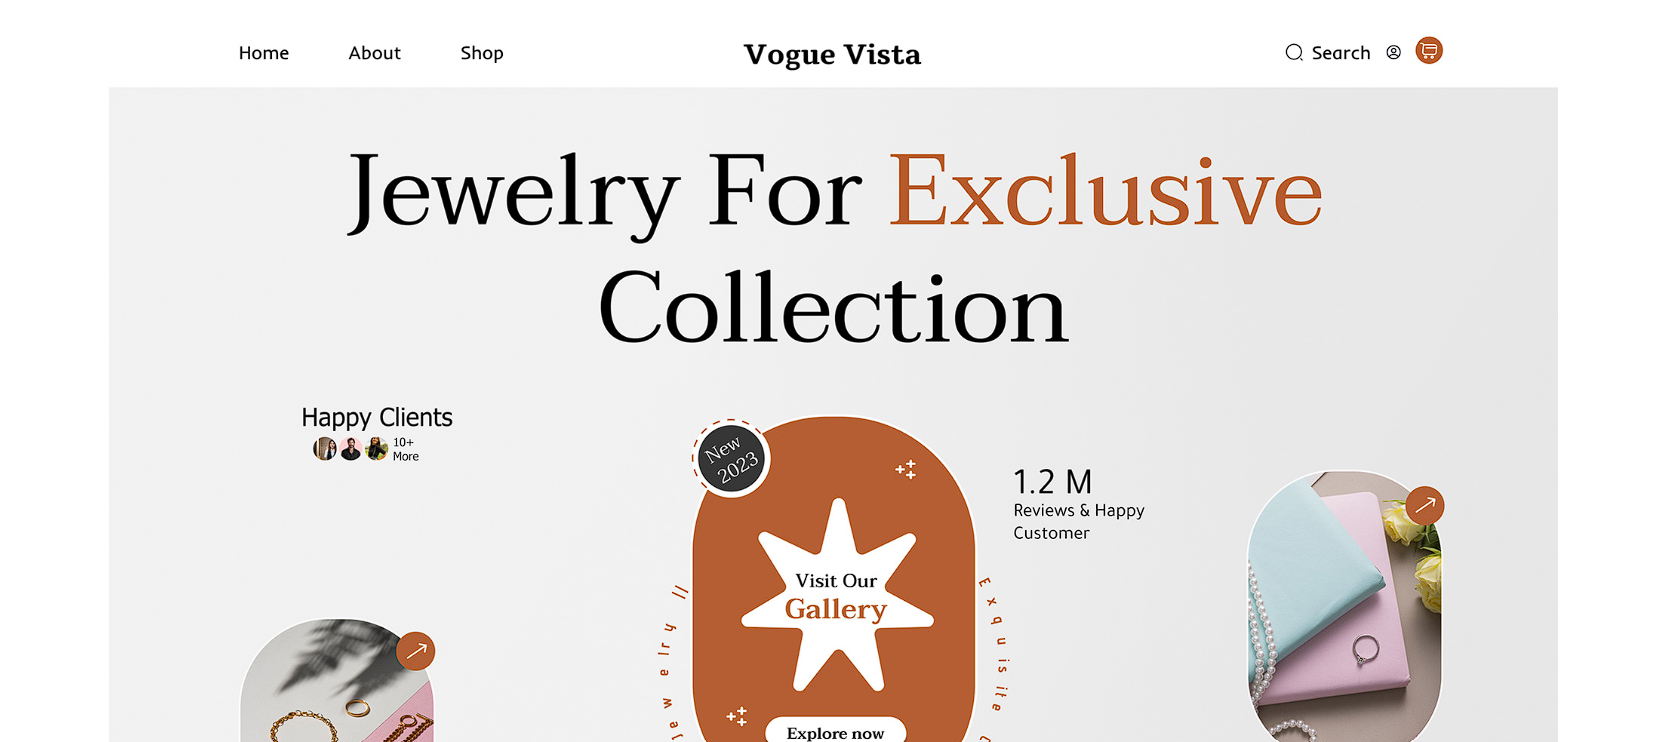 Home About Shop Vogue Vista Search
Jewelry For Exclusive
Collection
Happy Clients
10+
More
New
2023
1.2 M
Reviews & Happy
Customer
Visit Our
Gallery
Explore now
Jewelry //
Exquisite